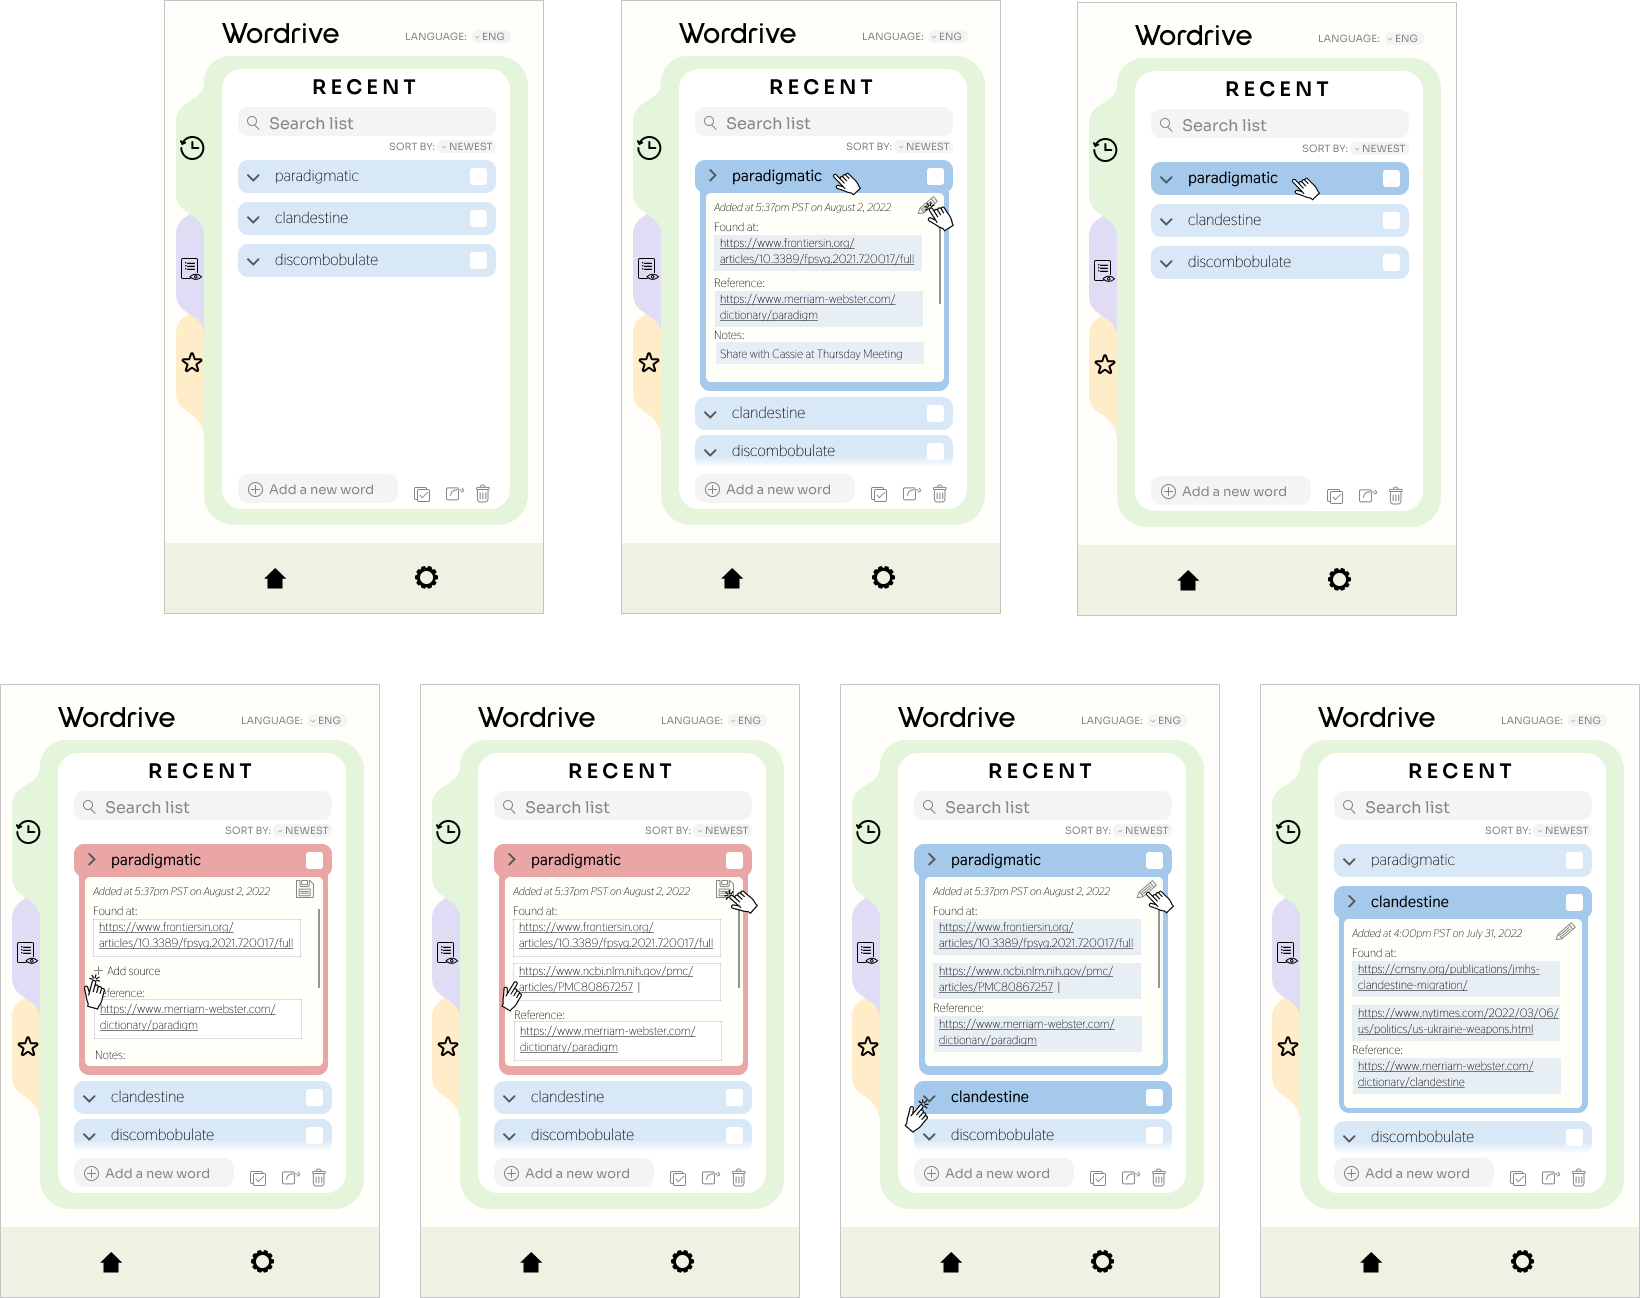 Wordrive
LANGUAGE: ENG
RECENT
Search list
SORT BY: NEWEST
paradigmatic
clandestine
discombobulate
Add a new word
Wordrive
LANGUAGE: ENG
RECENT
Search list
SORT BY: NEWEST
paradigmatic
Added at 5:37pm PST on August 2, 2022
Found at:
https://www.frontiersin.org/
articles/10.3389/fpsyg.2021.720017/full
Reference:
https://www.merriam-webster.com/
dictionary/paradigm
Notes:
Share with Cassie at Thursday Meeting
clandestine
discombobulate
Add a new word
Wordrive
LANGUAGE: ENG
RECENT
Search list
SORT BY: NEWEST
paradigmatic
clandestine
discombobulate
Add a new word
Wordrive
LANGUAGE: ENG
RECENT
Search list
SORT BY: NEWEST
paradigmatic
Added at 5:37pm PST on August 2, 2022
Found at:
https://www.frontiersin.org/
articles/10.3389/fpsyg.2021.720017/full
+ Add source
eference:
https://www.merriam-webster.com/
dictionary/paradigm
Notes:
clandestine
discombobulate
Add a new word
Wordrive
LANGUAGE: ENG
RECENT
Search list
SORT BY: NEWEST
paradigmatic
Added at 5:37pm PST on August 2, 2022
Found at:
https://www.frontiersin.org/
articles/10.3389/fpsyg.2021.720017/full
https://www.ncbi.nlm.nih.gov/pmc/
articles/PMC80867257 |
Reference:
https://www.merriam-webster.com/
dictionary/paradigm
clandestine
discombobulate
Add a new word
Wordrive
LANGUAGE: ENG
RECENT
Search list
SORT BY: NEWEST
paradigmatic
Added at 5:37pm PST on August 2, 2022
Found at:
https://www.frontiersin.org/
articles/10.3389/fpsyg.2021.720017/full
https://www.ncbi.nlm.nih.gov/pmc/
articles/PMC80867257 |
Reference:
https://www.merriam-webster.com/
dictionary/paradigm
clandestine
discombobulate
Add a new word
Wordrive
LANGUAGE: ENG
RECENT
Search list
SORT BY: NEWEST
paradigmatic
clandestine
Added at 4:00pm PST on July 31, 2022
Found at:
https://cmsny.org/publications/jmhs-
clandestine-migration/
https://www.nytimes.com/2022/03/06/
us/politics/us-ukraine-weapons.html
Reference:
https://www.merriam-webster.com/
dictionary/clandestine
discombobulate
Add a new word